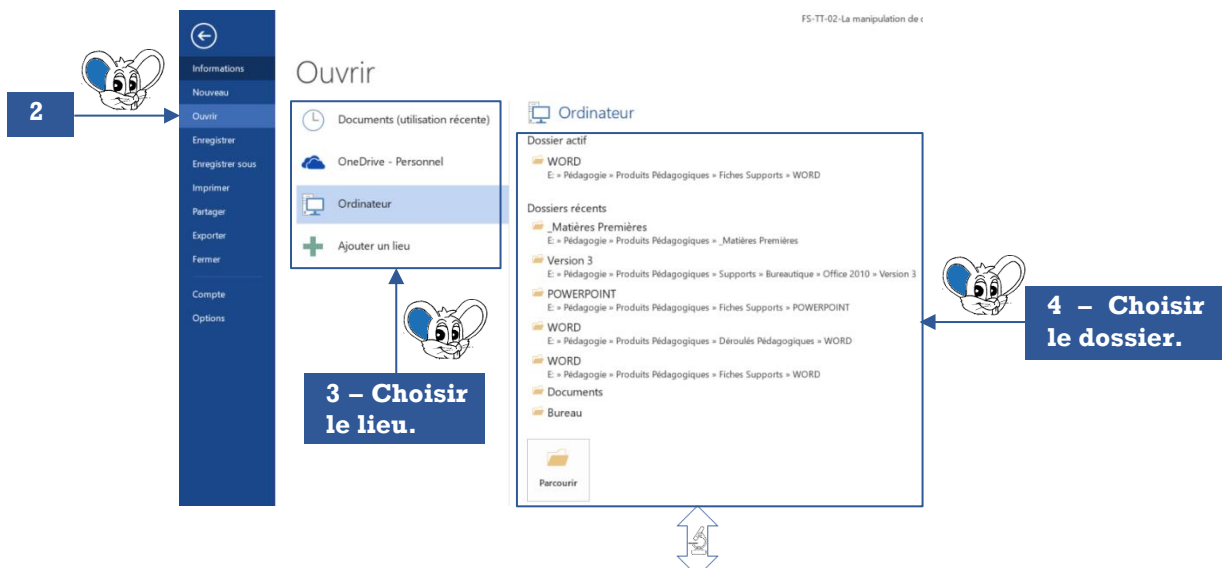 FS-TT-02-La manipulation de
Informations
Nouveau
Ouvrir
Enregistrer
Enregistrer sous
Imprimer
Partager
Exporter
Fermer
Compte
Options
2
Ouvrir
Documents (utilisation récente)
OneDrive - Personnel
Ordinateur
Ajouter un lieu
3 – Choisir
le lieu.
Ordinateur
Dossier actif
WORD
E: » Pédagogie » Produits Pédagogiques » Fiches Supports » WORD
Dossiers récents
_Matières Premières
E: » Pédagogie » Produits Pédagogiques » _Matières Premières
Version 3
E: » Pédagogie » Produits Pédagogiques » Supports » Bureautique » Office 2010 » Version 3
POWERPOINT
E: » Pédagogie » Produits Pédagogiques » Fiches Supports » POWERPOINT
WORD
E: » Pédagogie » Produits Pédagogiques » Déroulés Pédagogiques » WORD
WORD
E: » Pédagogie » Produits Pédagogiques » Fiches Supports » WORD
Documents
Bureau
Parcourir
4 – Choisir
le dossier.